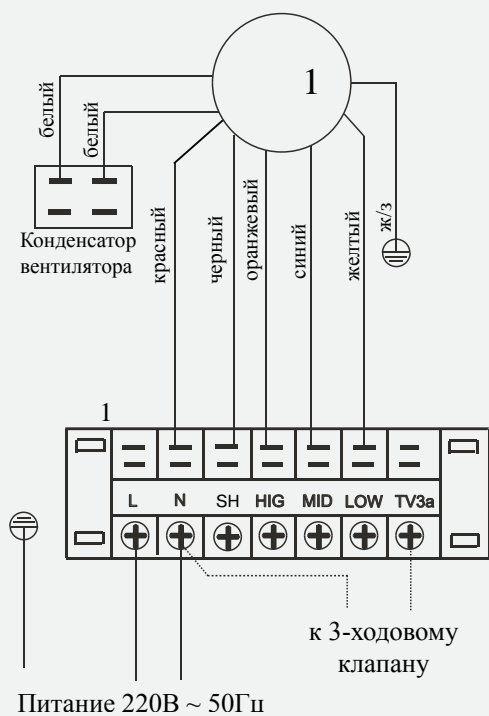 1
белый
белый
Конденсатор
вентилятора
красный
черный
оранжевый
синий
желтый
ж/з
1
L N SH HIG MID LOW TV3a
к 3-ходовому
клапану
Питание 220В ~ 50Гц